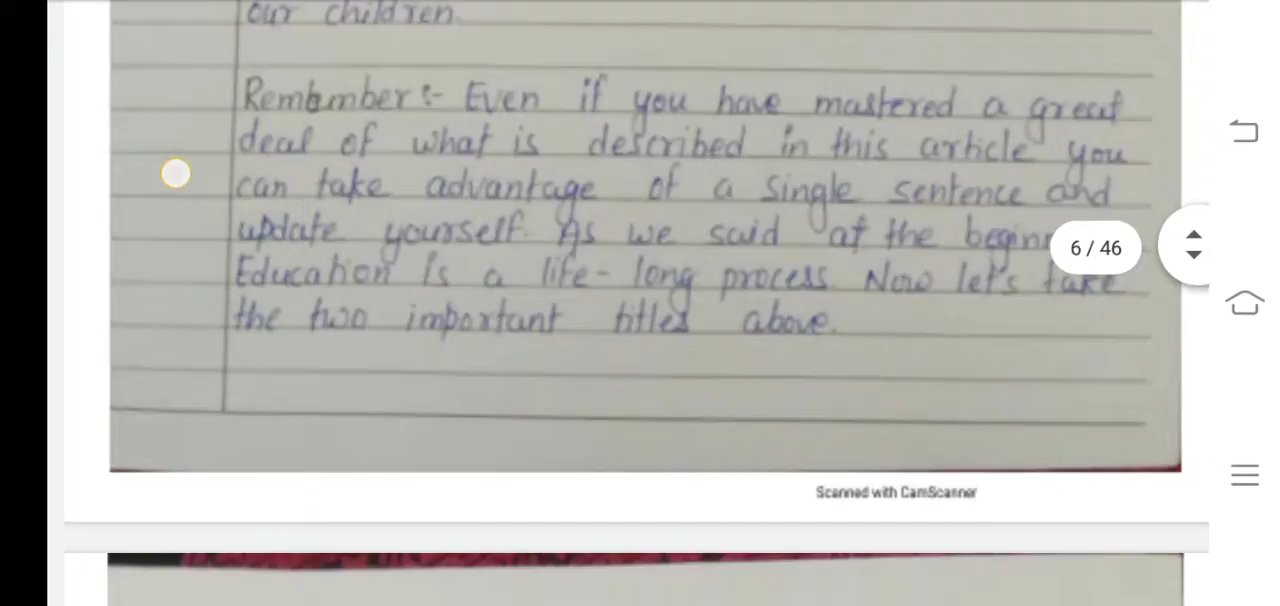 our children.
Remember :- Even if you have mastered a great
deal of what is described in this article you
can take advantage of a single sentence and
update yourself. As we said at the beginn
6 / 46
Education is a life - long process. Now let's take
the two important titles above.
Scanned with CamScanner